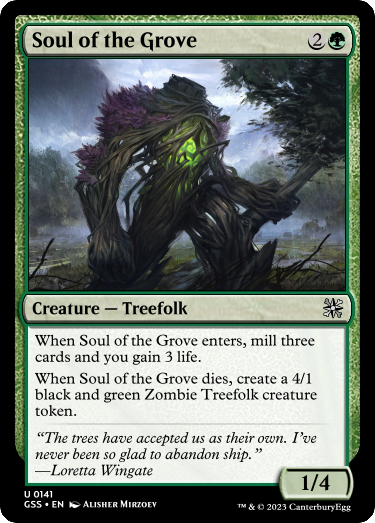 Soul of the Grove 2
Creature — Treefolk
When Soul of the Grove enters, mill three
cards and you gain 3 life.
When Soul of the Grove dies, create a 4/1
black and green Zombie Treefolk creature
token.
“The trees have accepted us as their own. I’ve
never been so glad to abandon ship.”
—Loretta Wingate
1/4
U 0141
GSS • EN Alisher Mirzoev
™ & © 2023 CanterburyEgg